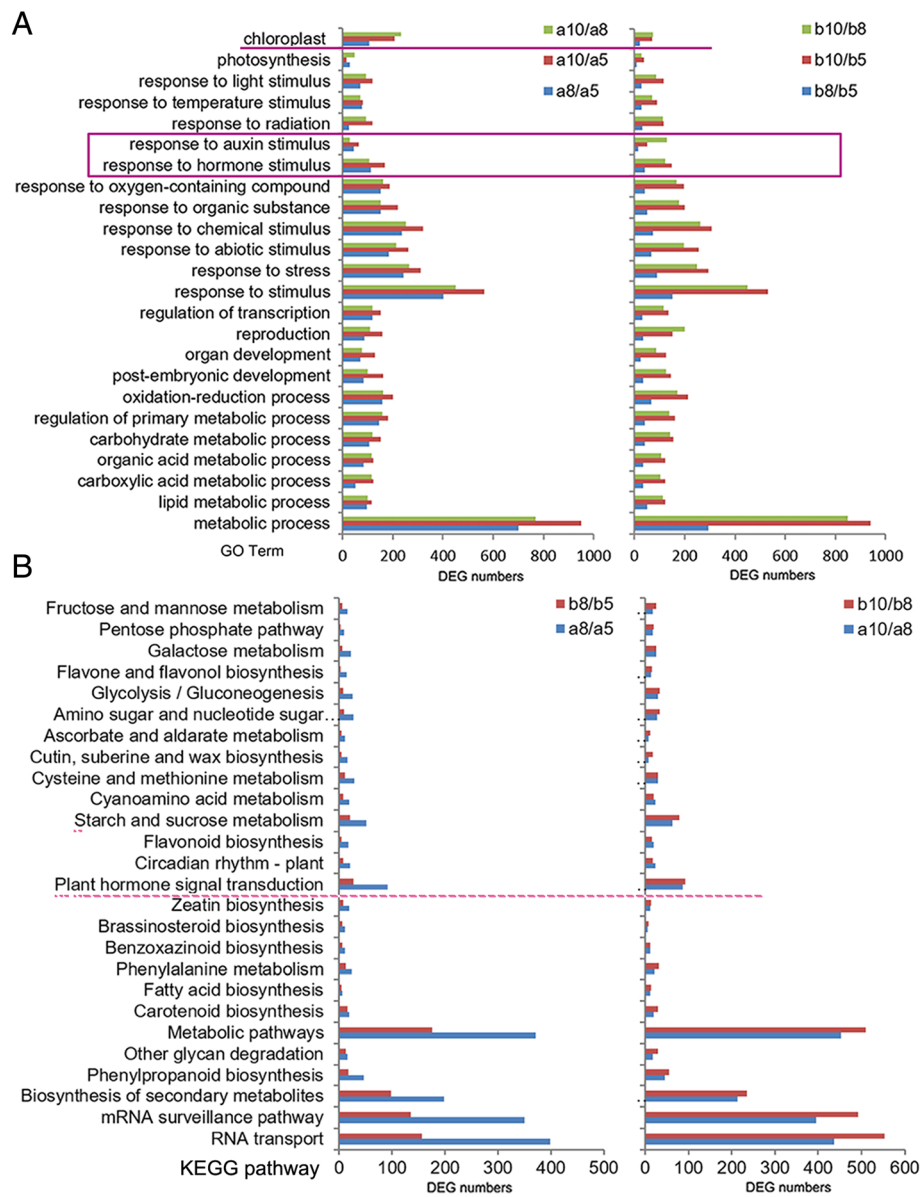 A
chloroplast
photosynthesis
response to light stimulus
response to temperature stimulus
response to radiation
response to auxin stimulus
response to hormone stimulus
response to oxygen-containing compound
response to organic substance
response to chemical stimulus
response to abiotic stimulus
response to stress
response to stimulus
regulation of transcription
reproduction
organ development
post-embryonic development
oxidation-reduction process
regulation of primary metabolic process
carbohydrate metabolic process
organic acid metabolic process
carboxylic acid metabolic process
lipid metabolic process
metabolic process
GO Term
a10/a8
a10/a5
a8/a5
0 200 400 600 800 1000
DEG numbers
b10/b8
b10/b5
b8/b5
0 200 400 600 800 1000
DEG numbers
B
Fructose and mannose metabolism
Pentose phosphate pathway
Galactose metabolism
Flavone and flavonol biosynthesis
Glycolysis / Gluconeogenesis
Amino sugar and nucleotide sugar...
Ascorbate and aldarate metabolism
Cutin, suberine and wax biosynthesis
Cysteine and methionine metabolism
Cyanoamino acid metabolism
Starch and sucrose metabolism
Flavonoid biosynthesis
Circadian rhythm - plant
Plant hormone signal transduction
Zeatin biosynthesis
Brassinosteroid biosynthesis
Benzoxazinoid biosynthesis
Phenylalanine metabolism
Fatty acid biosynthesis
Carotenoid biosynthesis
Metabolic pathways
Other glycan degradation
Phenylpropanoid biosynthesis
Biosynthesis of secondary metabolites
mRNA surveillance pathway
RNA transport
KEGG pathway
b8/b5
a8/a5
0 100 200 300 400 500
DEG numbers
b10/b8
a10/a8
0 100 200 300 400 500 600
DEG numbers